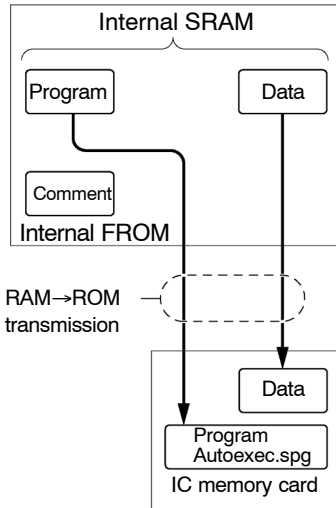 Internal SRAM
Program
Data
Comment
Internal FROM
RAM→ROM
transmission
Data
Program
Autoexec.spg
IC memory card